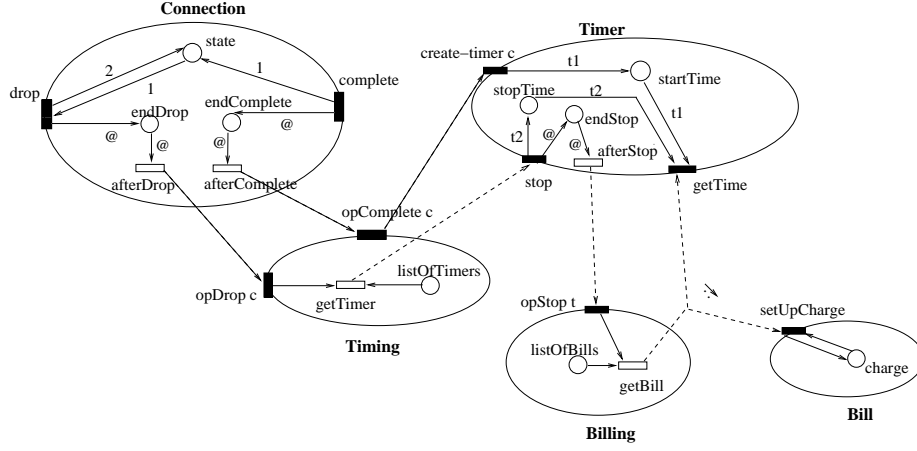 Connection
Timer
state
create-timer c
2
1
1
t1
startTime
drop
complete
stopTime
t2
endDrop
endComplete
@
@
@
@
t2
@
endStop
@
t1
afterDrop
afterComplete
afterStop
stop
getTime
opComplete c
listOfTimers
opDrop c
getTimer
Timing
opStop t
setUpCharge
listOfBills
getBill
charge
Billing
Bill